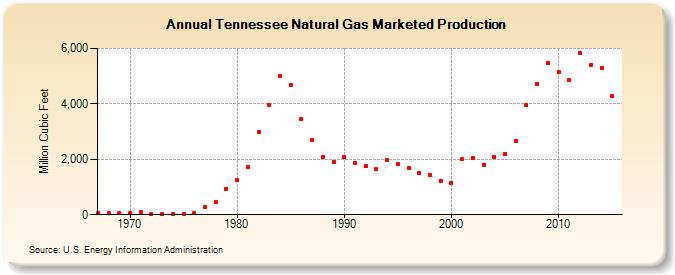 Annual Tennessee Natural Gas Marketed Production
Million Cubic Feet
6,000
4,000
2,000
0
1970 1980 1990 2000 2010
Source: U.S. Energy Information Administration